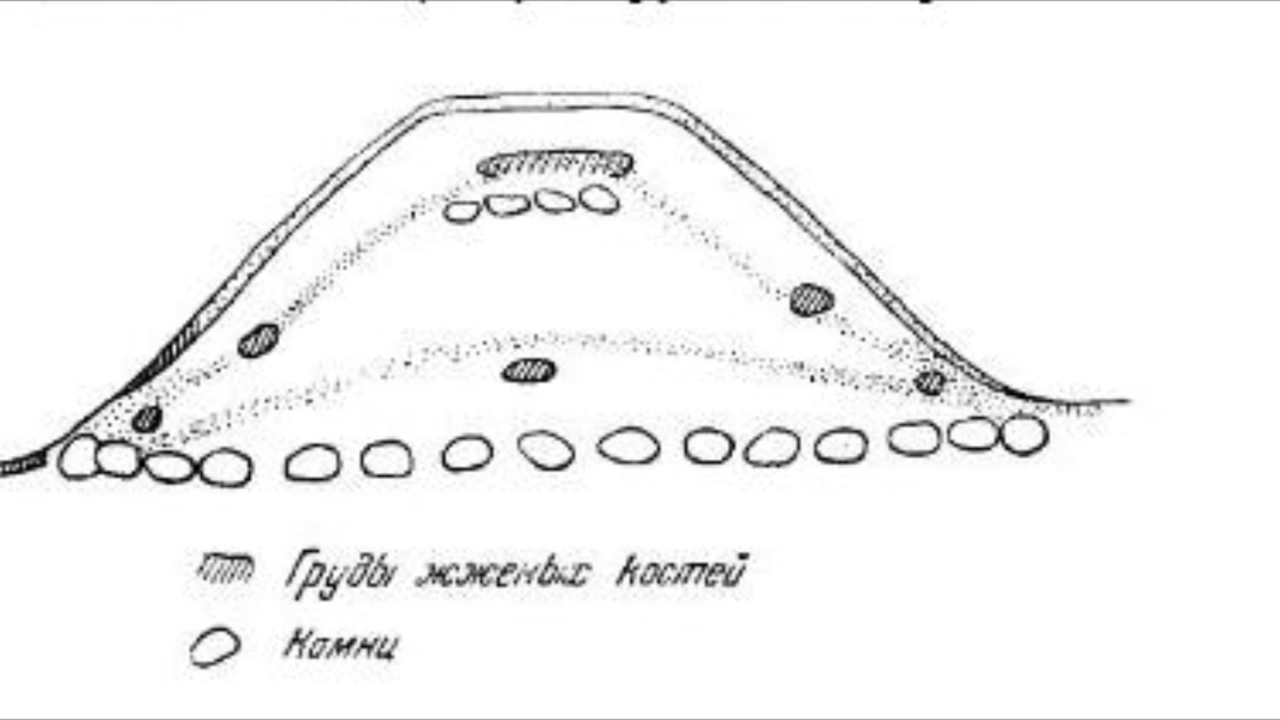 Груды жженых костей
Камни